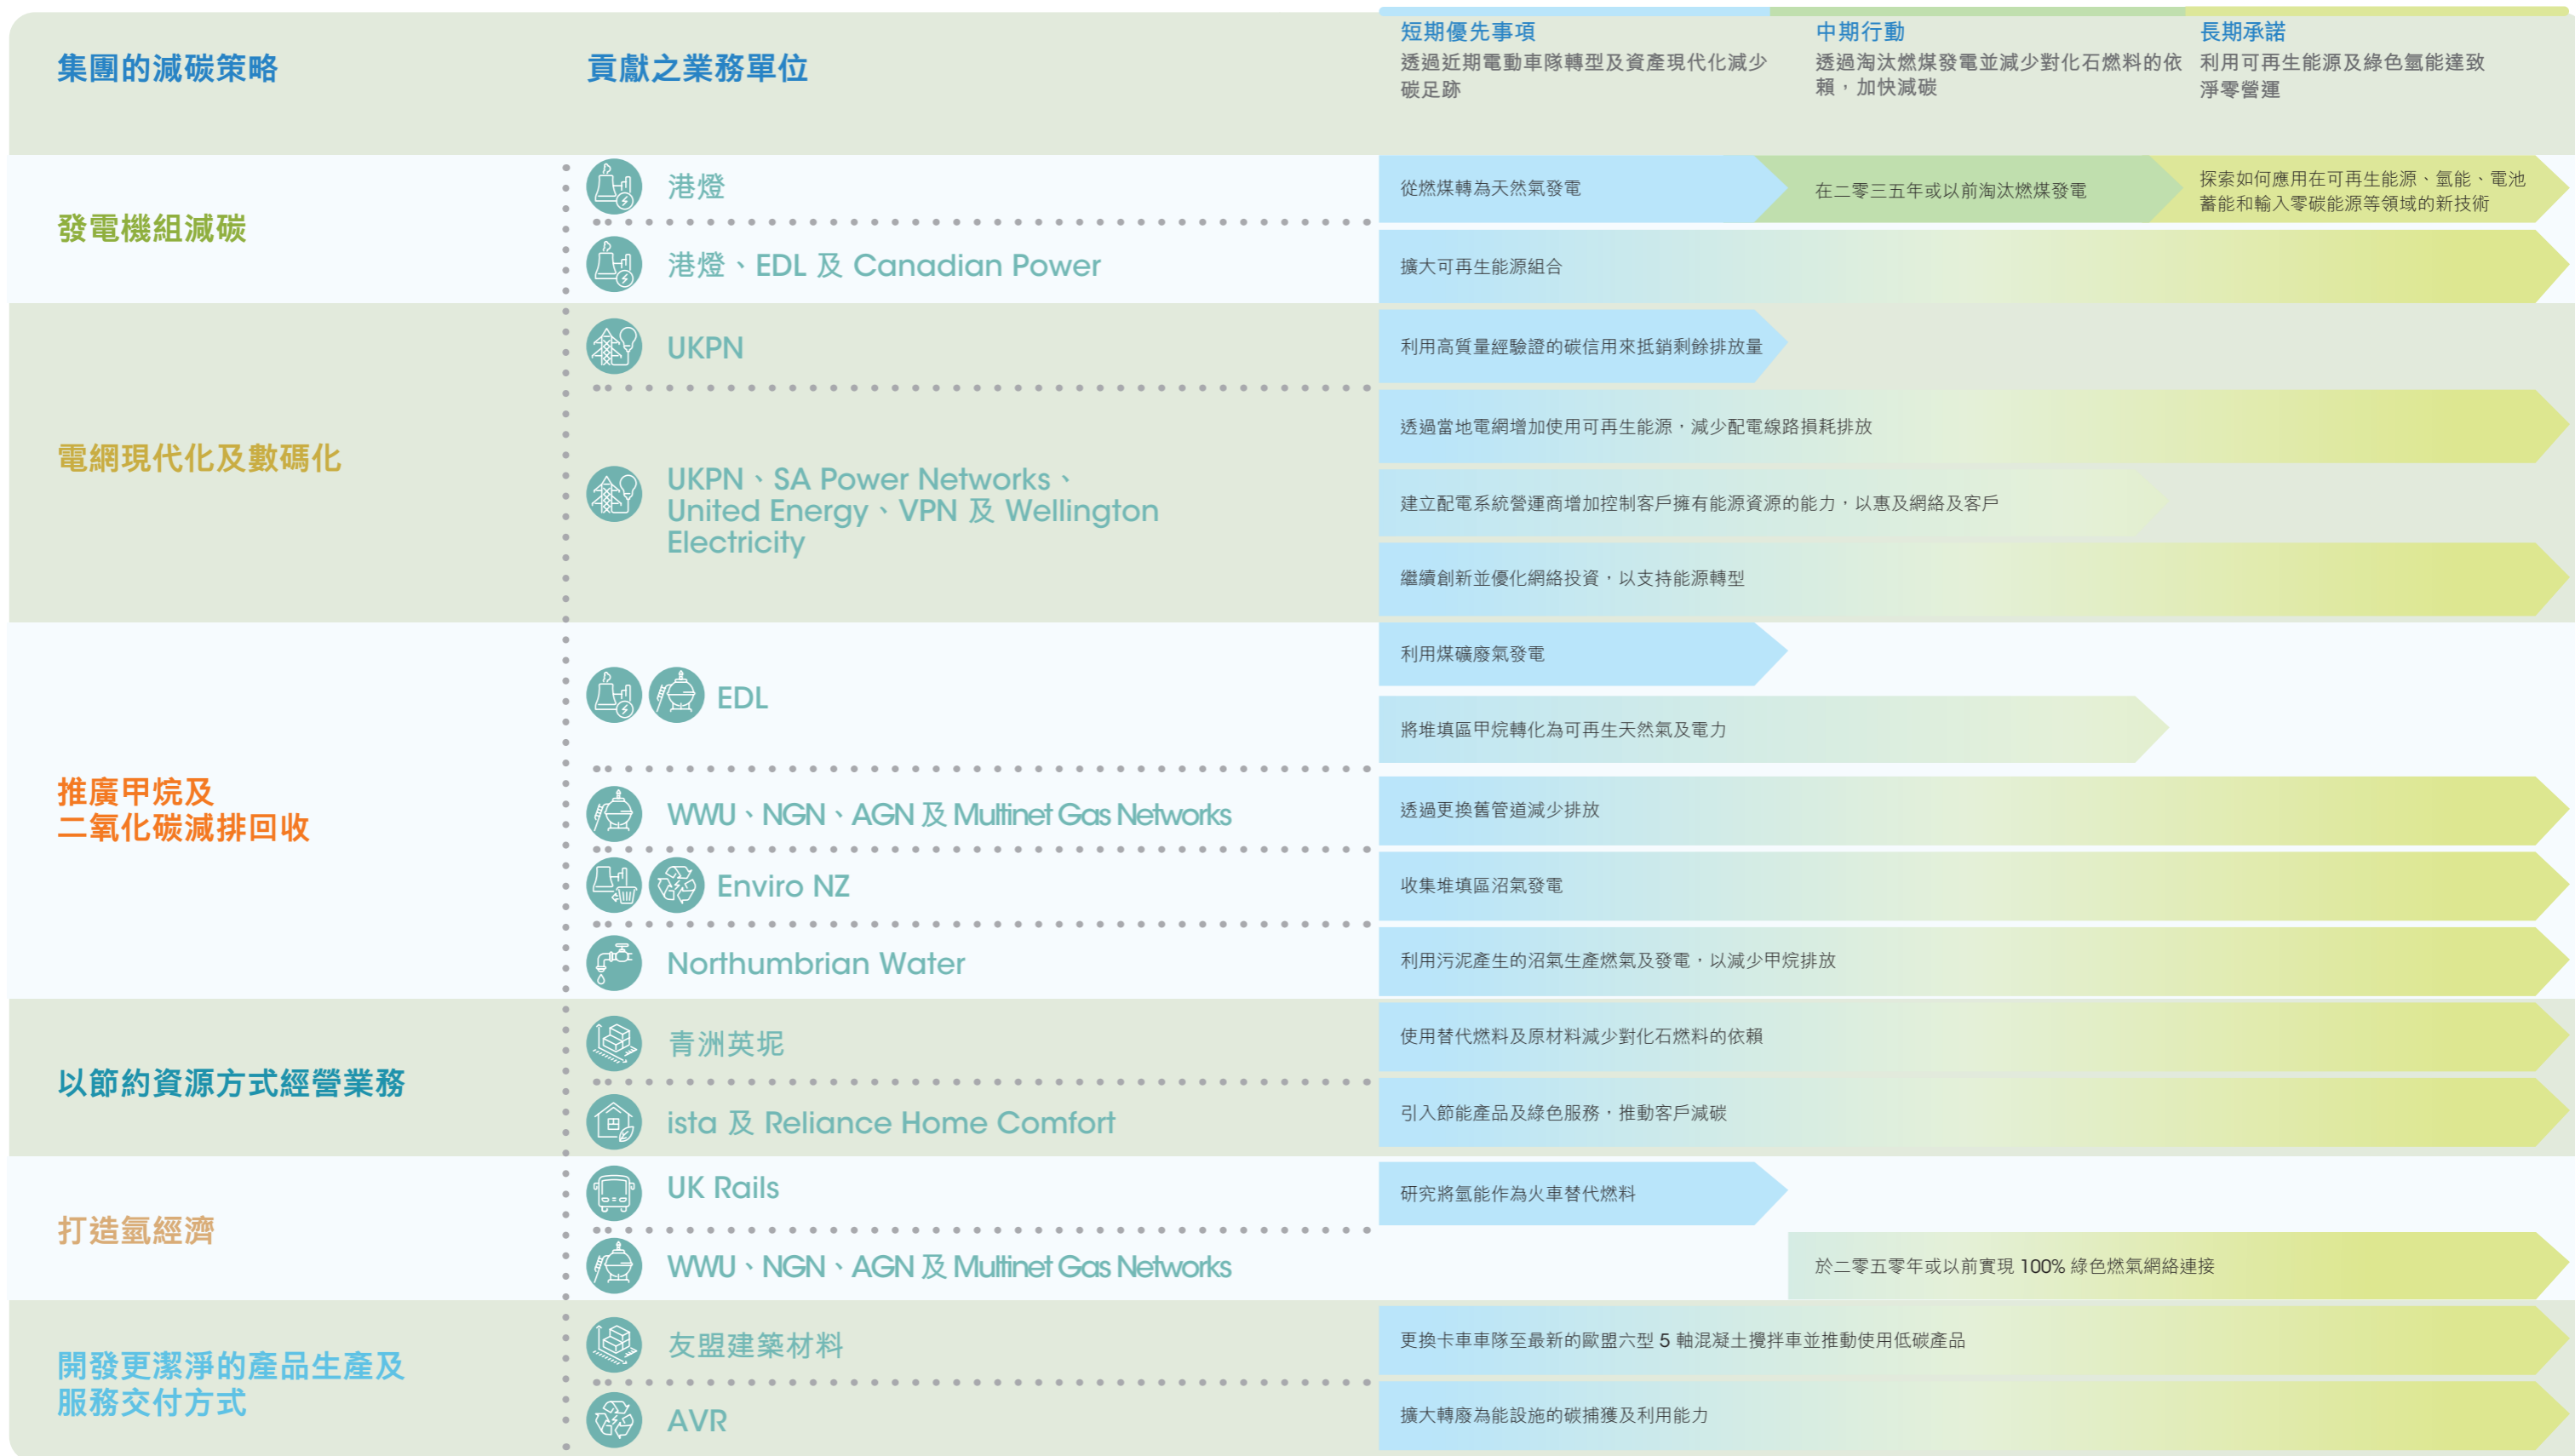 集團的減碳策略
貢獻之業務單位
短期優先事項
透過近期電動車隊轉型及資產現代化減少
碳足跡
中期行動
透過淘汰燃煤發電並減少對化石燃料的依
賴，加快減碳
長期承諾
利用可再生能源及綠色氫能達致
淨零營運
發電機組減碳
港燈
從燃煤轉為天然氣發電
在二零三五年或以前淘汰燃煤發電
探索如何應用在可再生能源、氫能、電池
蓄能和輸入零碳能源等領域的新技術
港燈、EDL 及 Canadian Power
擴大可再生能源組合
電網現代化及數碼化
UKPN
利用高質量經驗證的碳信用來抵銷剩餘排放量
UKPN、SA Power Networks、
United Energy、VPN 及 Wellington
Electricity
透過當地電網增加使用可再生能源，減少配電線路損耗排放
建立配電系統營運商增加控制客戶擁有能源資源的能力，以惠及網絡及客戶
繼續創新並優化網絡投資，以支持能源轉型
推廣甲烷及
二氧化碳減排回收
EDL
利用煤礦廢氣發電
將堆填區甲烷轉化為可再生天然氣及電力
WWU、NGN、AGN 及 Multinet Gas Networks
透過更換舊管道減少排放
Enviro NZ
收集堆填區沼氣發電
Northumbrian Water
利用污泥產生的沼氣生產燃氣及發電，以減少甲烷排放
以節約資源方式經營業務
青洲英坭
使用替代燃料及原材料減少對化石燃料的依賴
ista 及 Reliance Home Comfort
引入節能產品及綠色服務，推動客戶減碳
打造氫經濟
UK Rails
研究將氫能作為火車替代燃料
WWU、NGN、AGN 及 Multinet Gas Networks
於二零五零年或以前實現 100% 綠色燃氣網絡連接
開發更潔淨的產品生產及
服務交付方式
友盟建築材料
更換卡車車隊至最新的歐盟六型 5 軸混凝土攪拌車並推動使用低碳產品
AVR
擴大轉廢為能設施的碳捕獲及利用能力